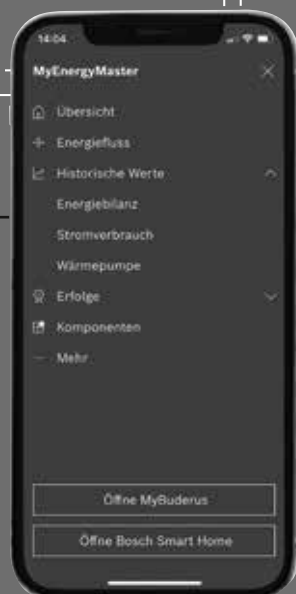 14:04
MyEnergyMaster
Übersicht
Energiefluss
Historische Werte
Energiebilanz
Stromverbrauch
Wärmepumpe
Erfolge
Komponenten
Mehr
Öffne MyBuderus
Öffne Bosch Smart Home